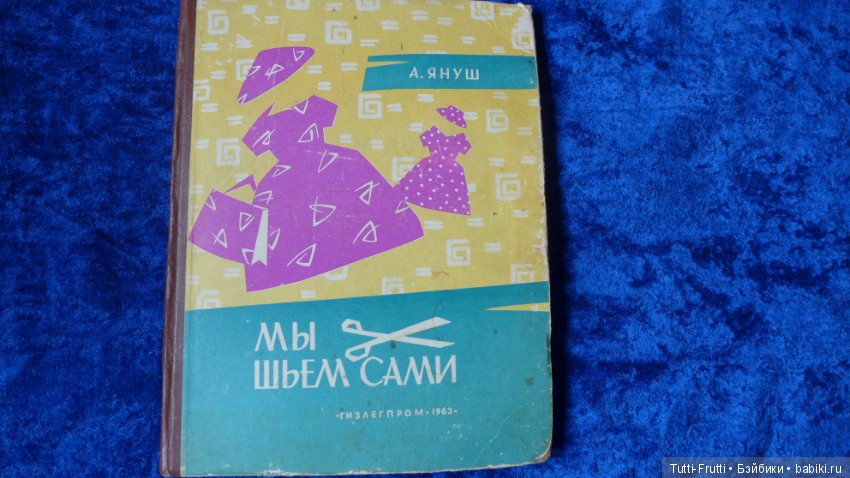 А. ЯНУШ
МЫ
ШЬЕМ САМИ
•ГИЗЛЕГПРОМ•1963•
Tutti-Frutti • Бэйбики • babiki.ru